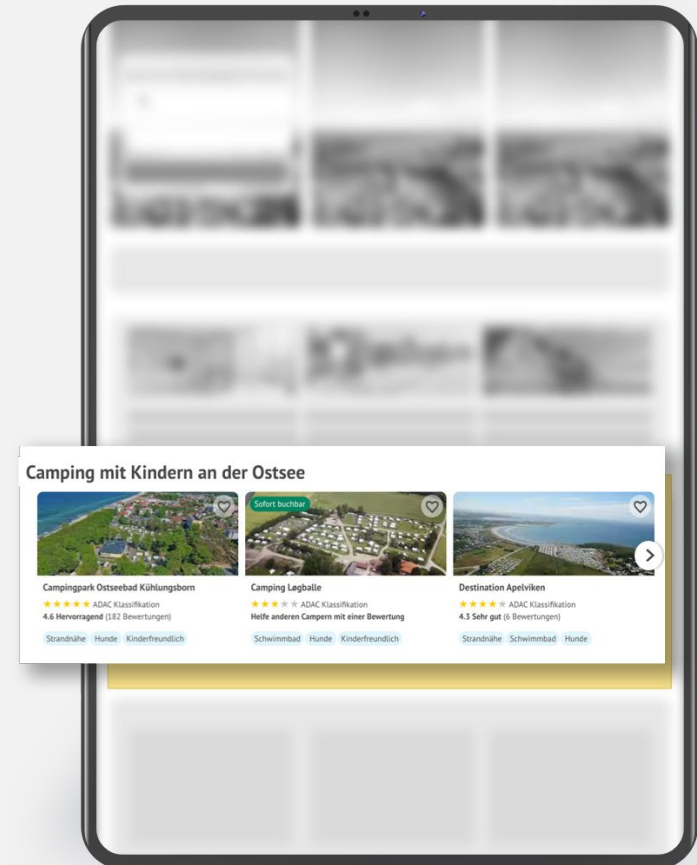 Camping mit Kindern an der Ostsee
Sofort buchbar
Campingpark Ostseebad Kühlungsborn
ADAC Klassifikation
4.6 Hervorragend (182 Bewertungen)
Strandnähe Hunde Kinderfreundlich
Camping Løgballe
ADAC Klassifikation
Helfe anderen Campern mit einer Bewertung
Schwimmbad Hunde Kinderfreundlich
Destination Apelviken
ADAC Klassifikation
4.3 Sehr gut (6 Bewertungen)
Strandnähe Schwimmbad Hunde